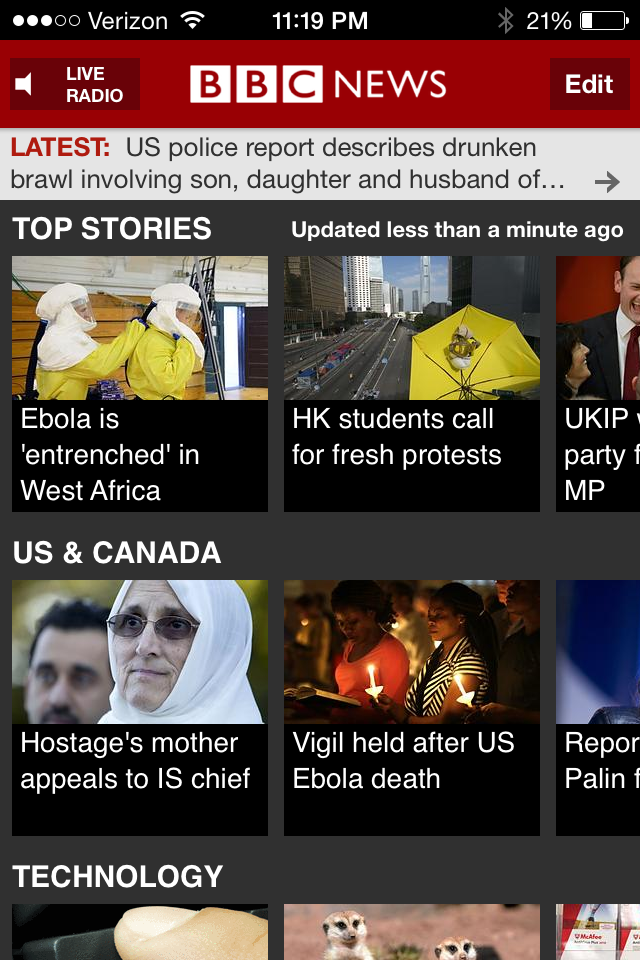 Verizon 11:19 PM 21%
LIVE
RADIO
BBC NEWS
Edit
LATEST: US police report describes drunken
brawl involving son, daughter and husband of…
TOP STORIES
Updated less than a minute ago
Ebola is
'entrenched' in
West Africa
HK students call
for fresh protests
UKIP
party f
MP
US & CANADA
Hostage's mother
appeals to IS chief
Vigil held after US
Ebola death
Repor
Palin f
TECHNOLOGY
McAfee